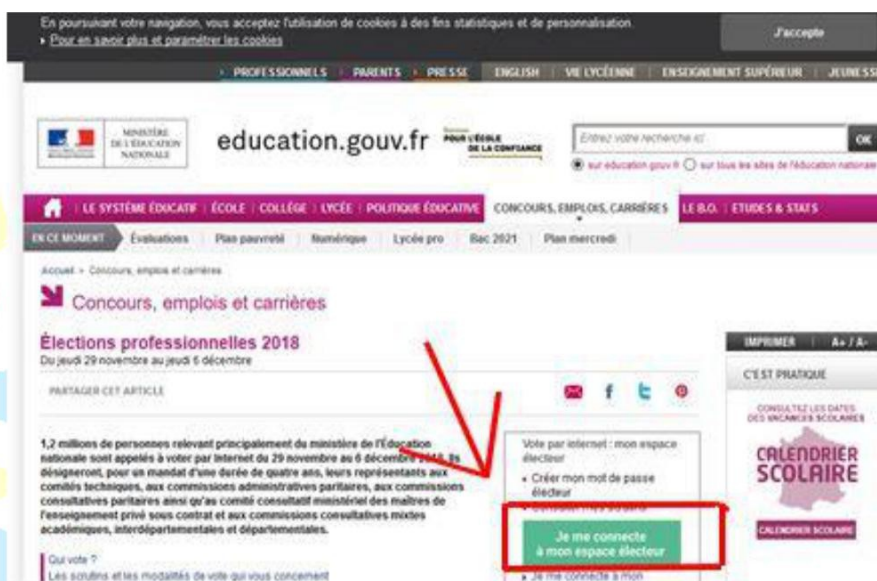 En poursuivant votre navigation, vous acceptez l'utilisation de cookies à des fins statistiques et de personnalisation.
Pour en savoir plus et paramétrer les cookies
J'accepte
PROFESSIONNELS PARENTS PRESSE ENGLISH VIE LYCÉENNE ENSEIGNEMENT SUPÉRIEUR JEUNESSE
MINISTÈRE
DE L'ÉDUCATION
NATIONALE
education.gouv.fr
POUR L'ÉCOLE
DE LA CONFIANCE
Entrez votre recherche ici
OK
sur education.gouv.fr sur tous les sites de l'éducation nationale
LE SYSTÈME ÉDUCATIF ÉCOLE COLLÈGE LYCÉE POLITIQUE ÉDUCATIVE CONCOURS, EMPLOIS, CARRIÈRES LE B.O. ETUDES & STATS
EN CE MOMENT Évaluations Plan pauvreté Numérique Lycée pro Bac 2021 Plan mercredi
Accueil > Concours, emplois et carrières
Concours, emplois et carrières
Élections professionnelles 2018
Du jeudi 29 novembre au jeudi 6 décembre
PARTAGER CET ARTICLE
IMPRIMER A+ / A-
C'EST PRATIQUE
CONSULTEZ LES DATES
DES VACANCES SCOLAIRES
CALENDRIER
SCOLAIRE
CALENDRIER SCOLAIRE
1,2 millions de personnes relevant principalement du ministère de l'Éducation
nationale sont appelés à voter par Internet du 29 novembre au 6 décembre 2018. Ils
désigneront, pour un mandat d'une durée de quatre ans, leurs représentants aux
comités techniques, aux commissions administratives paritaires, aux commissions
consultatives paritaires ainsi qu'au comité consultatif ministériel des maîtres de
l'enseignement privé sous contrat et aux commissions consultatives mixtes
académiques, interdépartementales et départementales.
Vote par internet : mon espace
électeur
Créer mon mot de passe
électeur
Je me connecte
à mon espace électeur
Je me connecte à mon
Qui vote ?
Les scrutins et les modalités de vote qui vous concernent